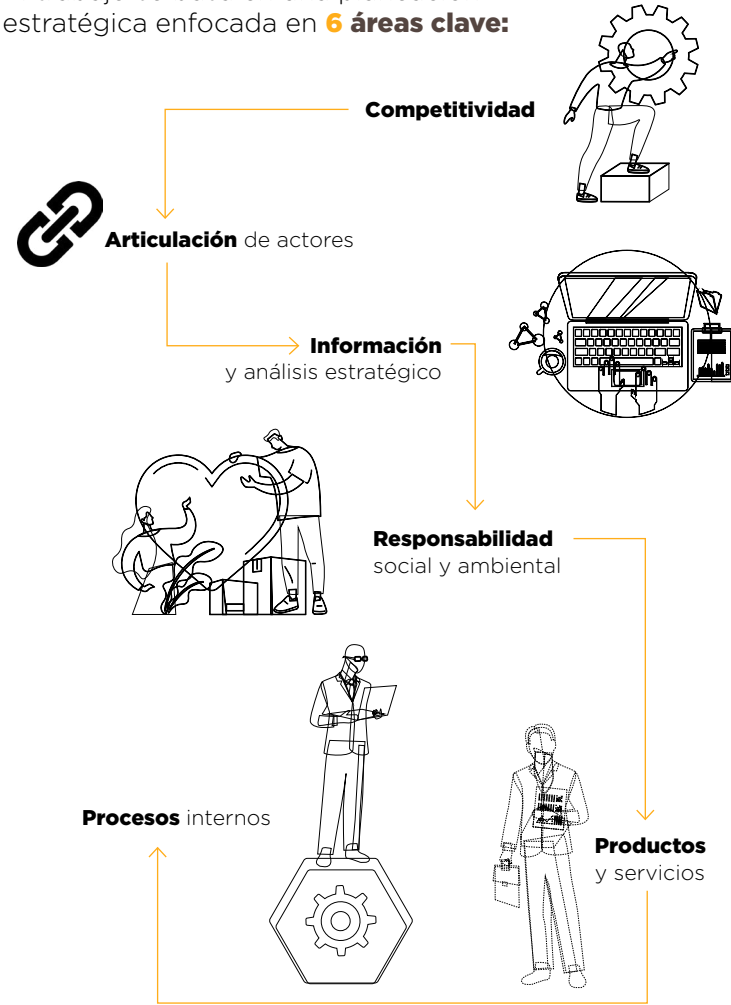 estratégica enfocada en 6 áreas clave:
Competitividad
Articulación de actores
Información
y análisis estratégico
Responsabilidad
social y ambiental
Procesos internos
Productos
y servicios